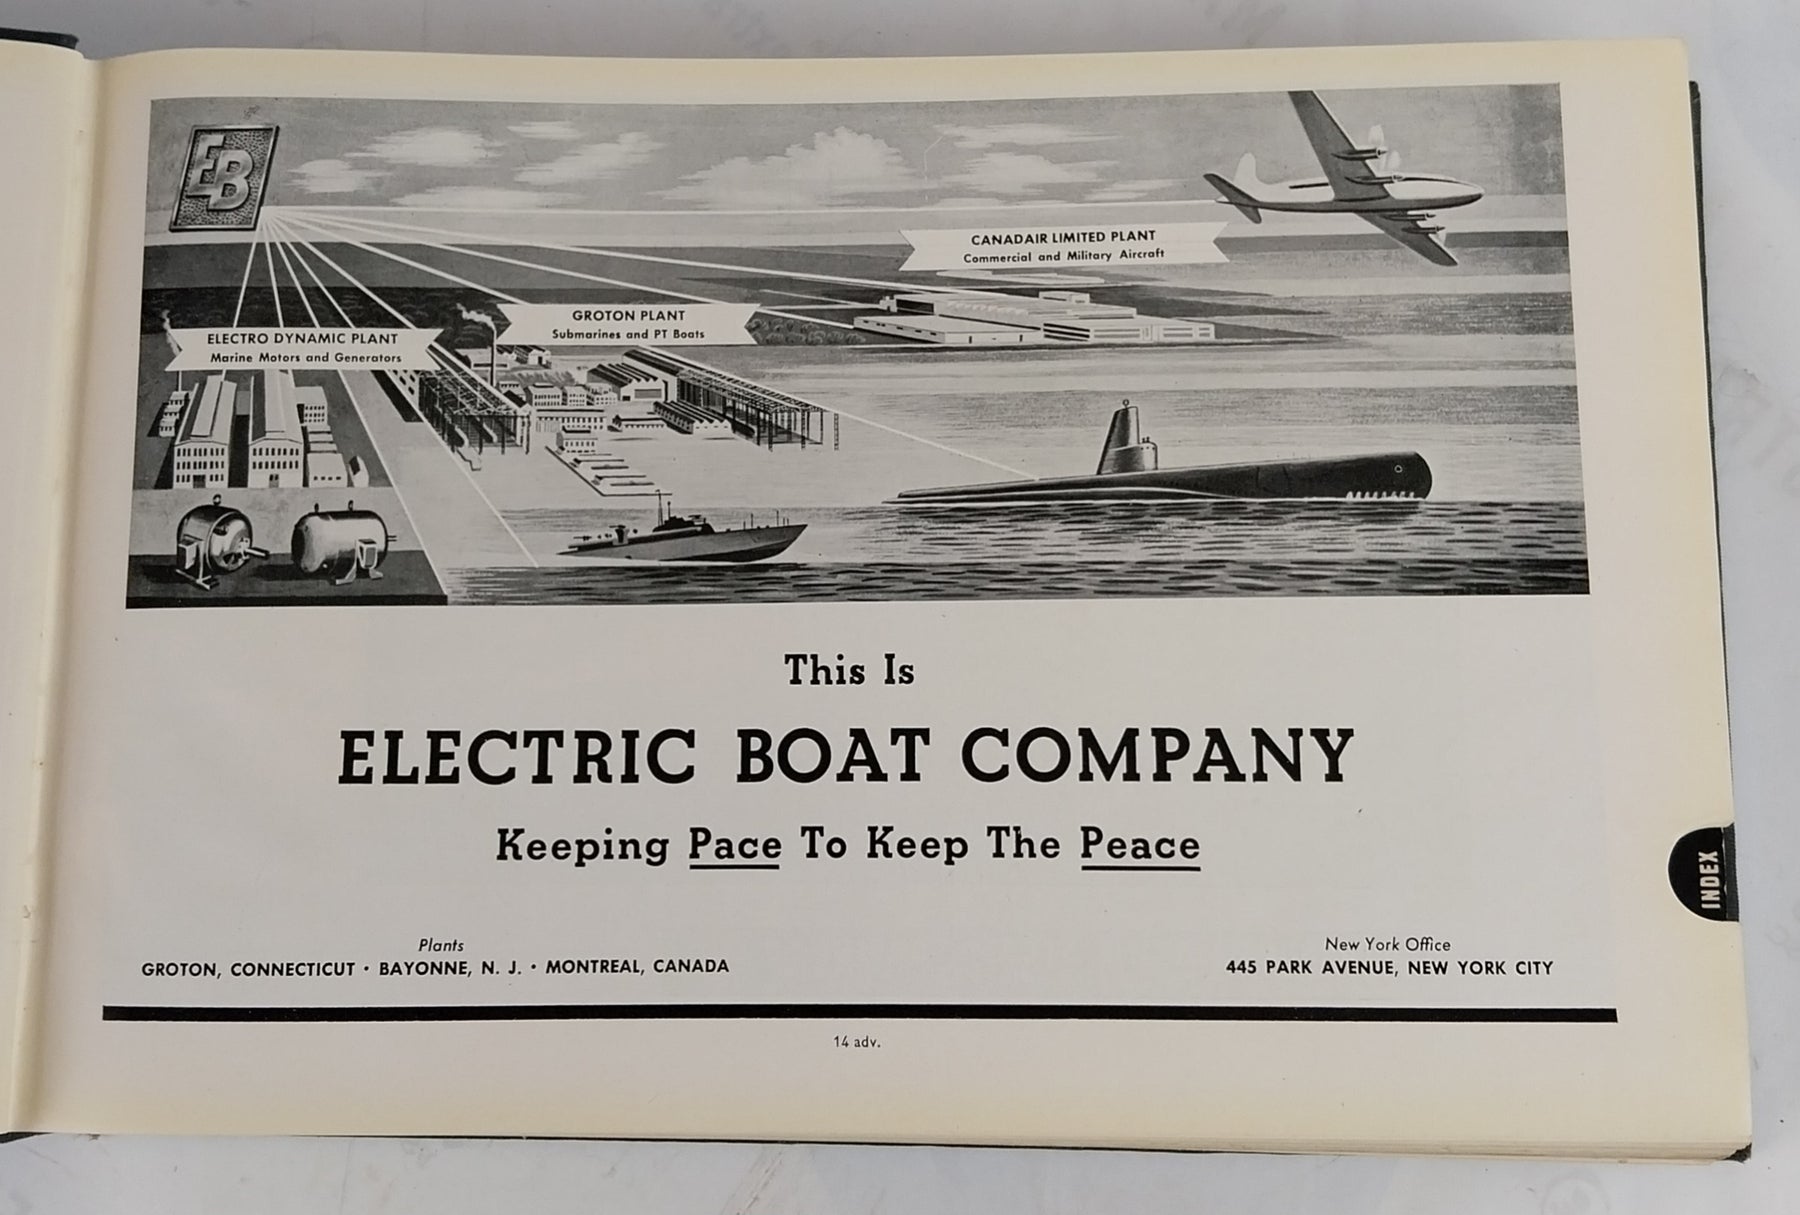 EB
CANADAIR LIMITED PLANT
Commercial and Military Aircraft
GROTON PLANT
Submarines and PT Boats
ELECTRO DYNAMIC PLANT
Marine Motors and Generators
This Is
ELECTRIC BOAT COMPANY
Keeping Pace To Keep The Peace
Plants
GROTON, CONNECTICUT · BAYONNE, N. J. · MONTREAL, CANADA
New York Office
445 PARK AVENUE, NEW YORK CITY
14 adv.
INDEX